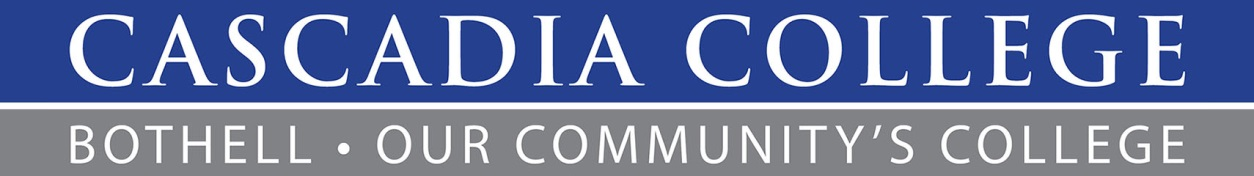 CASCADIA COLLEGE
BOTHELL • OUR COMMUNITY'S COLLEGE